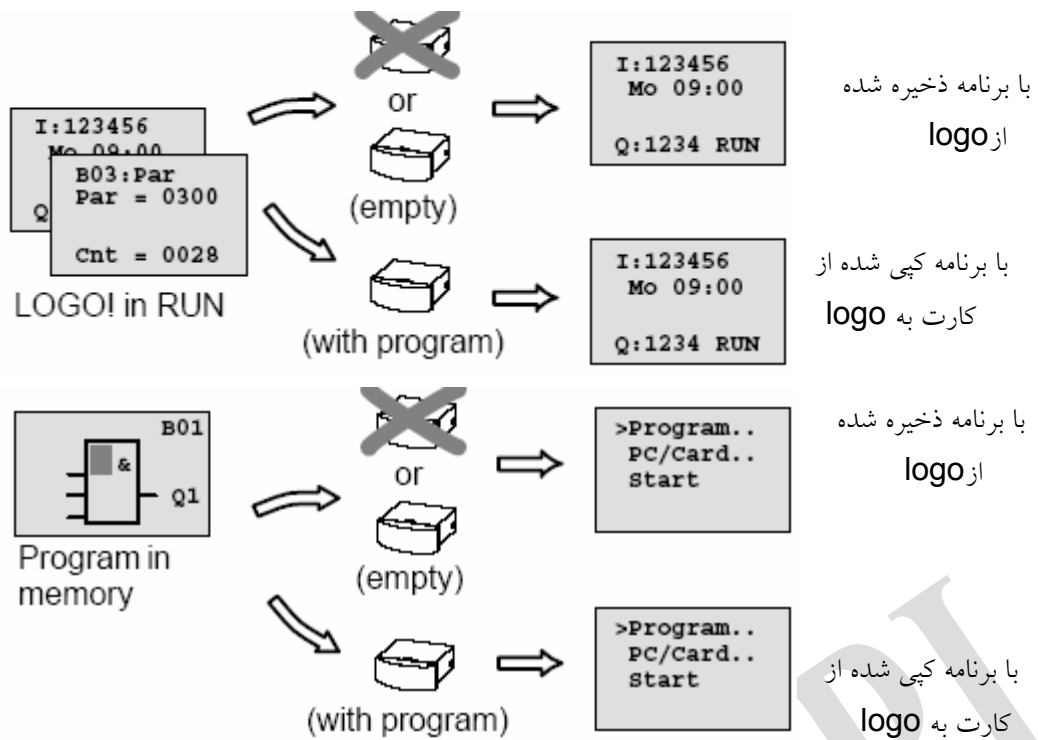 I:123456
Mo 09:00
Q
B03:Par
Par = 0300
Cnt = 0028
LOGO! in RUN
or
(empty)
(with program)
I:123456
Mo 09:00
Q:1234 RUN
با برنامه ذخیره شده
از logo
I:123456
Mo 09:00
Q:1234 RUN
با برنامه کپی شده از
کارت به logo
B01
&
Q1
Program in
memory
or
(empty)
(with program)
>Program..
PC/Card..
Start
با برنامه ذخیره شده
از logo
>Program..
PC/Card..
Start
با برنامه کپی شده از
کارت به logo